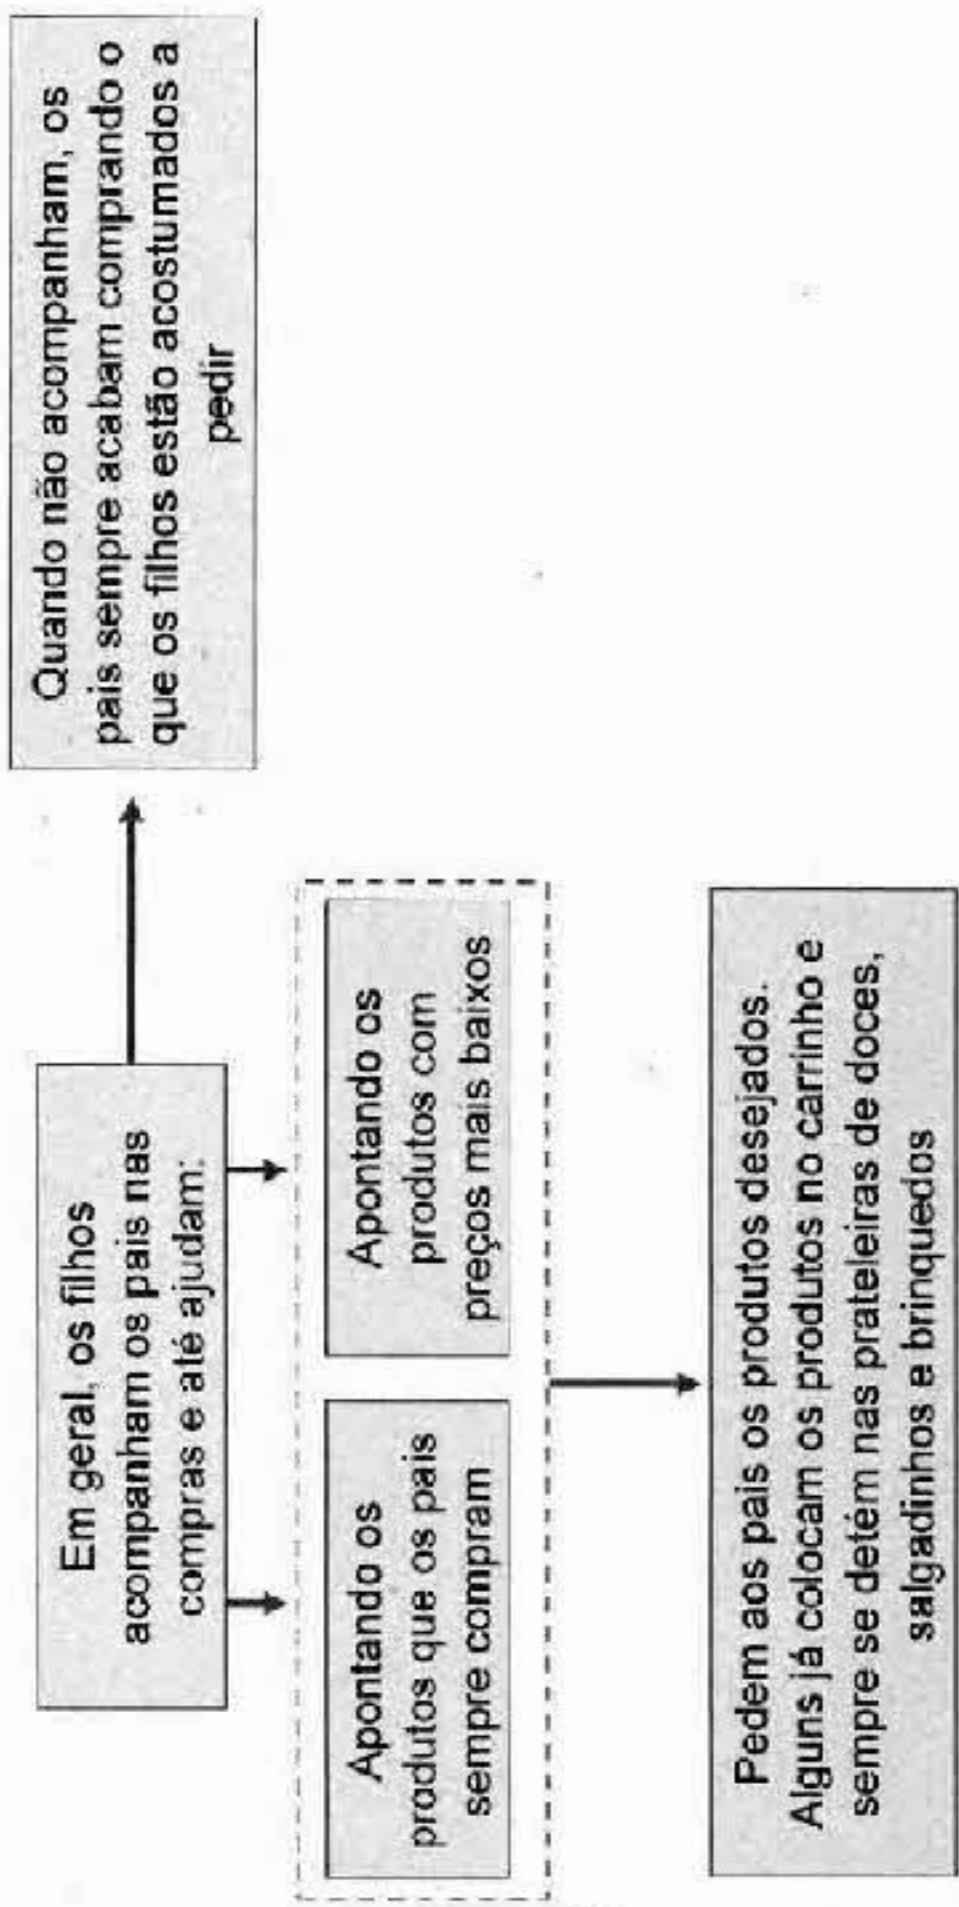 Em geral, os filhos
acompanham os pais nas
compras e até ajudam:
Quando não acompanham, os
pais sempre acabam comprando o
que os filhos estão acostumados a
pedir
Apontando os
produtos que os pais
sempre compram
Apontando os
produtos com
preços mais baixos
Pedem aos pais os produtos desejados.
Alguns já colocam os produtos no carrinho e
sempre se detêm nas prateleiras de doces,
salgadinhos e brinquedos